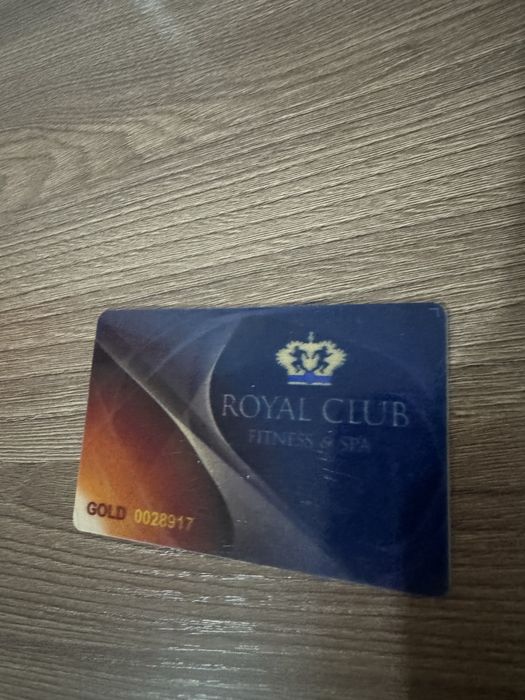 ROYAL CLUB
FITNESS & SPA
GOLD 0028917